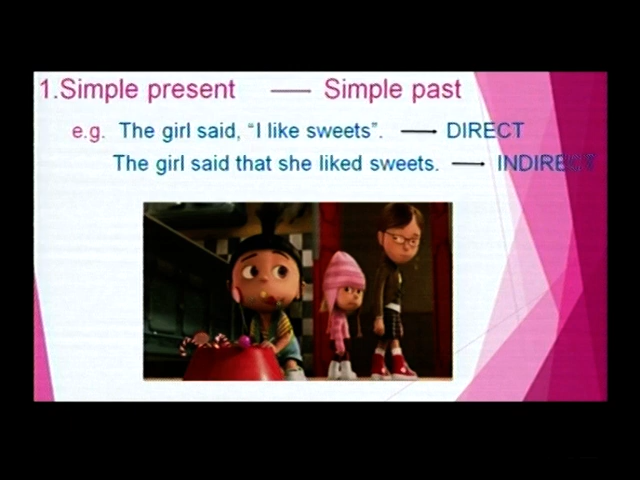 1.Simple present — Simple past
e.g. The girl said, “I like sweets”. → DIRECT
The girl said that she liked sweets. → INDIRECT